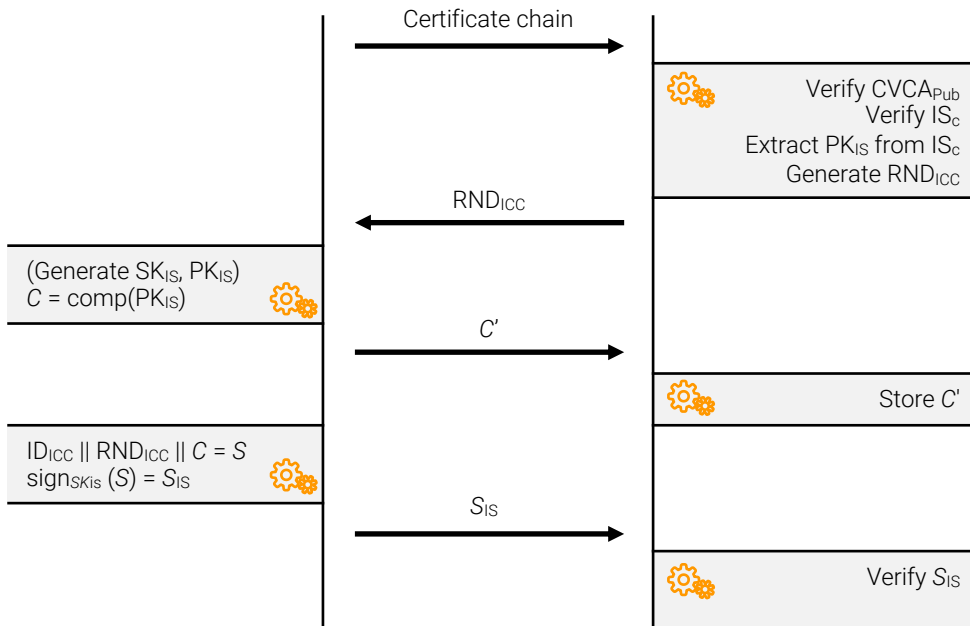 Certificate chain
Verify CVCAPub
Verify ISc
Extract PKIS from ISc
Generate RNDICC
RNDICC
(Generate SKIS, PKIS)
C = comp(PKIS)
C'
Store C'
IDICC || RNDICC || C = S
signSKis (S) = SIS
SIS
Verify SIS